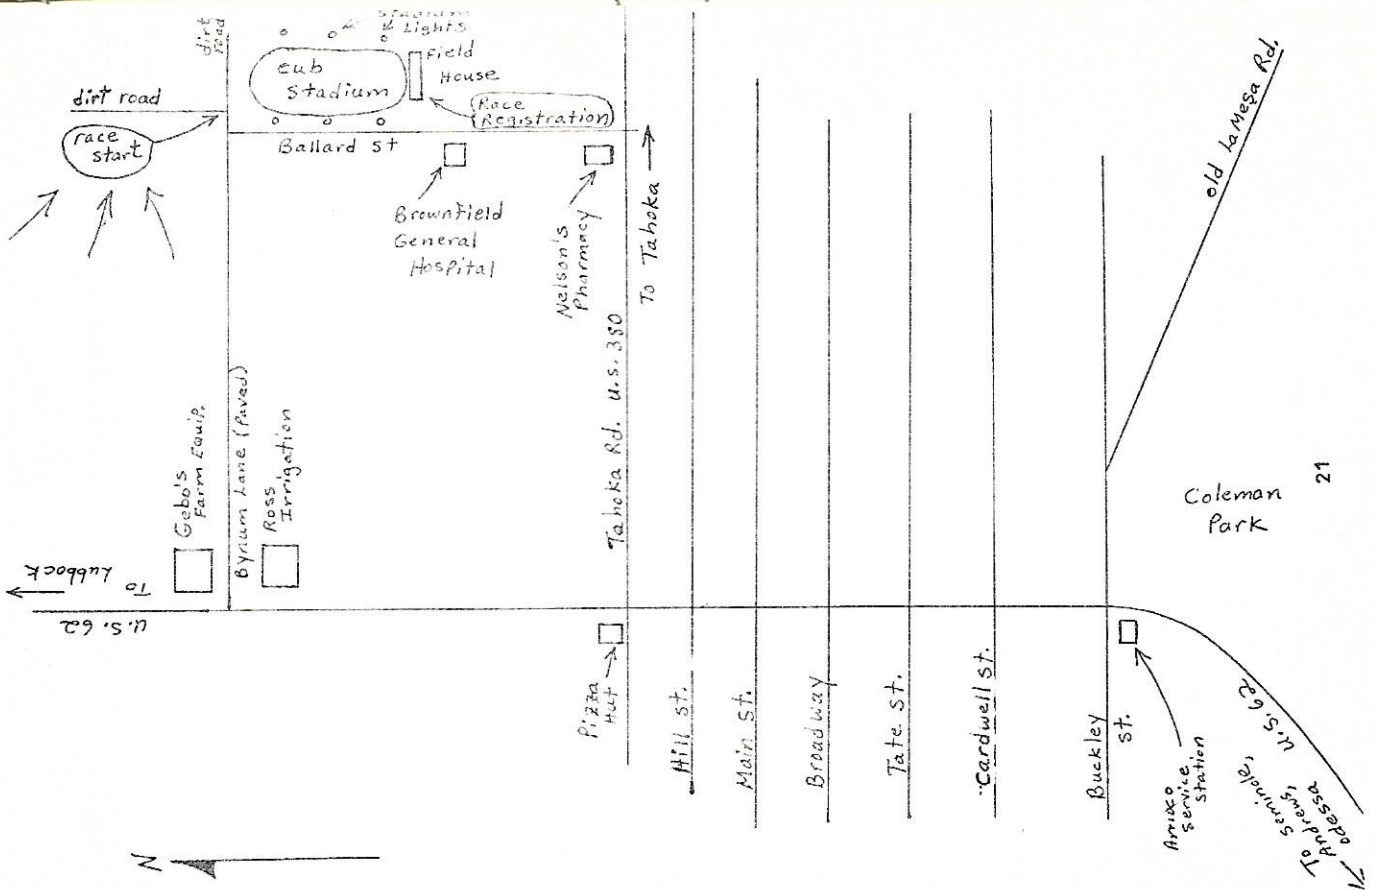 dirt
road
Stadium
Lights
Field
House
Cub
Stadium
dirt road
Race
Registration
race
start
Ballard St
Brownfield
General
Hospital
Nelson's
Pharmacy
To Tahoka
Tahoka Rd. U.S. 380
old LaMesa Rd.
Gebo's
Farm Equip.
Bynum Lane (Paved)
Ross
Irrigation
To Lubbock
U.S. 62
Coleman
Park
21
Pizza
Hut
Hill St.
Main St.
Broadway
Tate St.
Cardwell St.
Buckley
St.
Amoco
Service
Station
U.S. 62
To Seminole,
Andrews,
Odessa
N